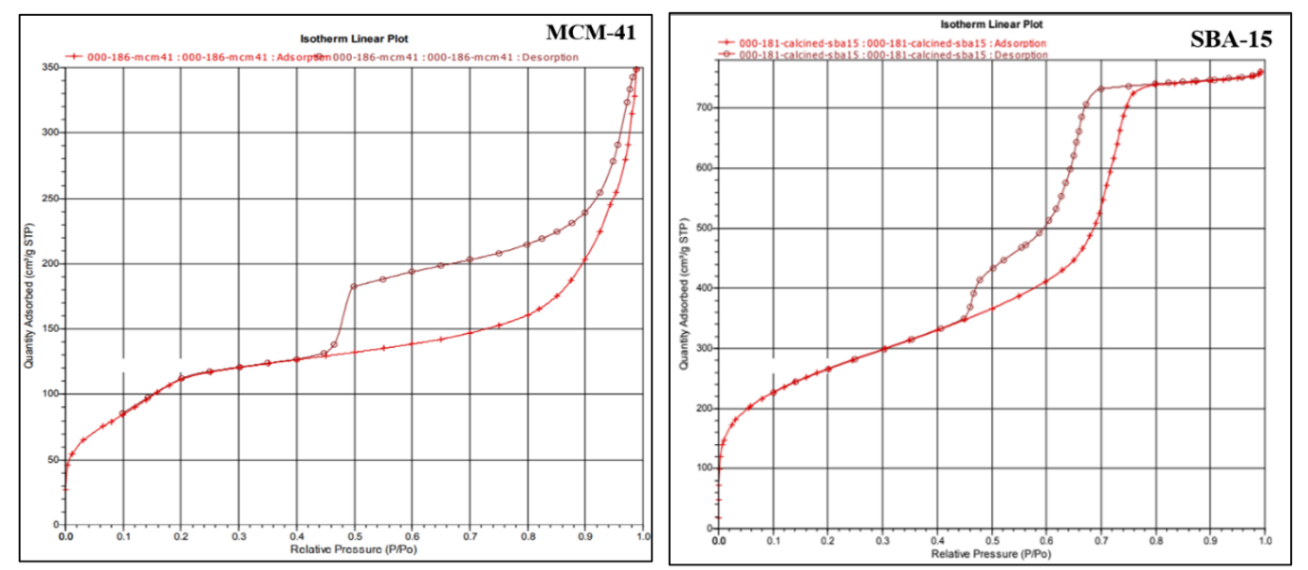 MCM-41
Isotherm Linear Plot
000-186-mcm41 : 000-186-mcm41 : Adsorption 000-186-mcm41 : 000-186-mcm41 : Desorption
Quantity Adsorbed (cm³/g STP)
350
300
250
200
150
100
50
0
0.0 0.1 0.2 0.3 0.4 0.5 0.6 0.7 0.8 0.9 1.0
Relative Pressure (P/Po)
SBA-15
Isotherm Linear Plot
000-181-calcined-sba15 : 000-181-calcined-sba15 : Adsorption
000-181-calcined-sba15 : 000-181-calcined-sba15 : Desorption
Quantity Adsorbed (cm³/g STP)
700
600
500
400
300
200
100
0
0.0 0.1 0.2 0.3 0.4 0.5 0.6 0.7 0.8 0.9 1.0
Relative Pressure (P/Po)